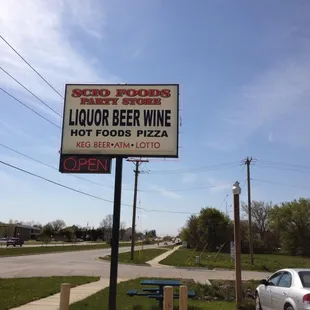 SCIO FOODS
PARTY STORE
LIQUOR BEER WINE
HOT FOODS PIZZA
KEG BEER•ATM•LOTTO
OPEN